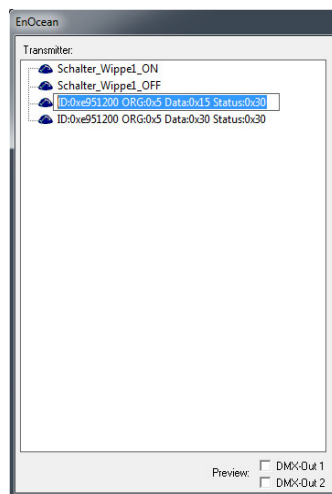 EnOcean
Transmitter:
Schalter_Wippe1_ON
Schalter_Wippe1_OFF
ID:0xe951200 ORG:0x5 Data:0x15 Status:0x30
ID:0xe951200 ORG:0x5 Data:0x30 Status:0x30
Preview: DMX-Out 1
DMX-Out 2